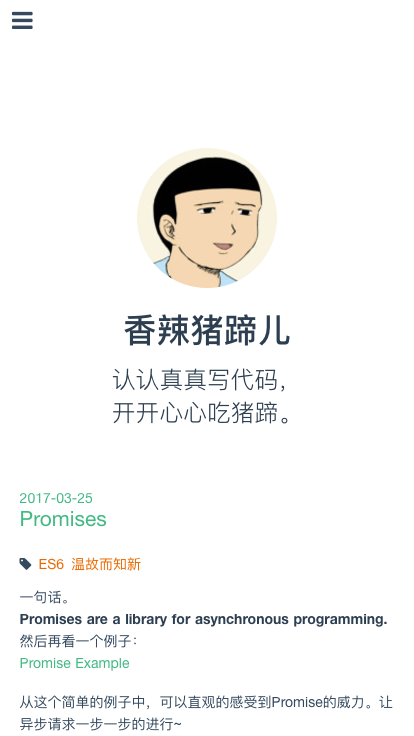 香辣猪蹄儿
认认真真写代码，
开开心心吃猪蹄。
2017-03-25
Promises
ES6 温故而知新
一句话。
Promises are a library for asynchronous programming.
然后再看一个例子：
Promise Example
从这个简单的例子中，可以直观的感受到Promise的威力。让
异步请求一步一步的进行~